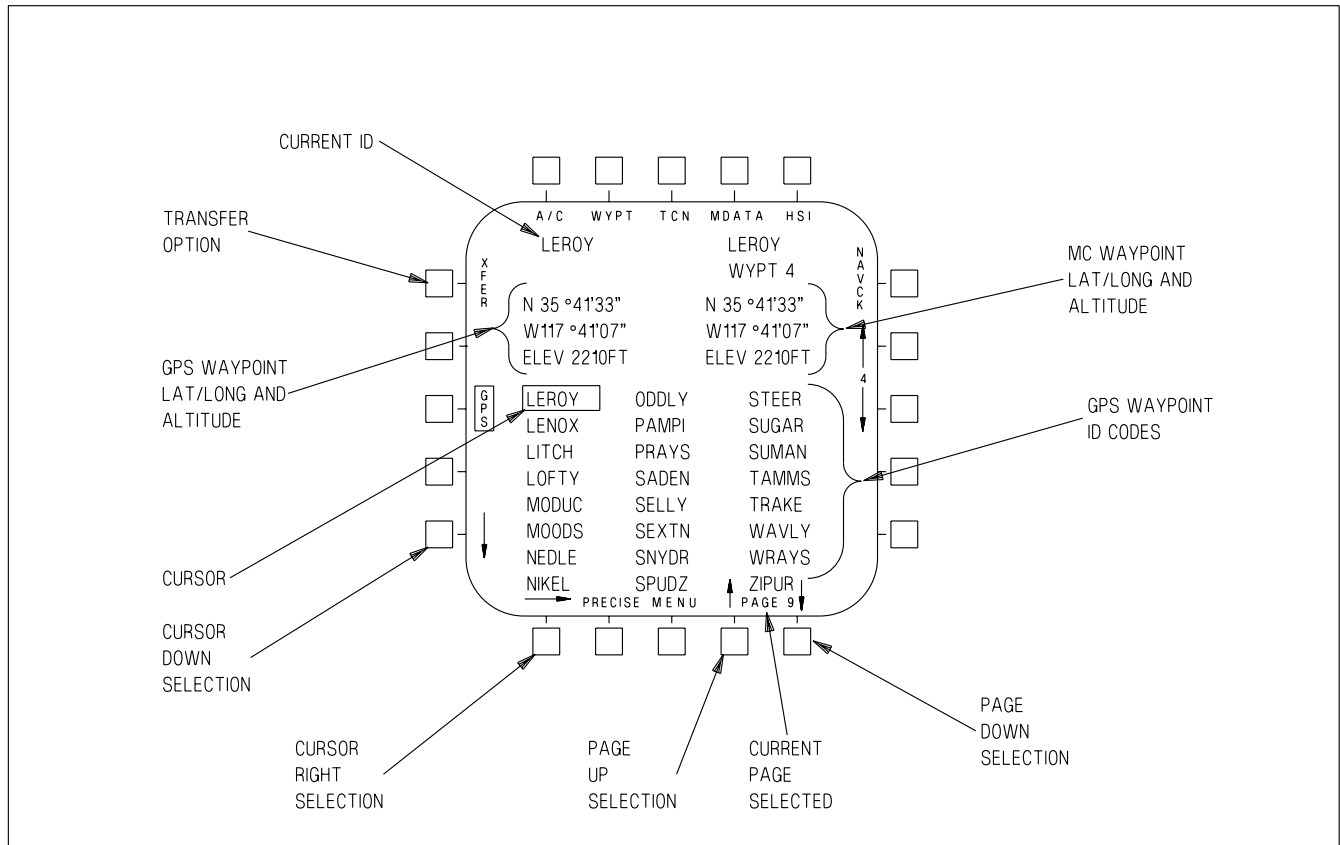 CURRENT ID
TRANSFER
OPTION
GPS WAYPOINT
LAT/LONG AND
ALTITUDE
CURSOR
CURSOR
DOWN
SELECTION
A/C WYPT TCN MDATA HSI
LEROY LEROY
WYPT 4
XFER
NAVCK
N 35 °41'33” N 35 °41'33”
W117 °41'07” W117 °41'07”
ELEV 2210FT ELEV 2210FT
4
GPS
LEROY ODDLY STEER
LENOX PAMPI SUGAR
LITCH PRAYS SUMAN
LOFTY SADEN TAMMS
MODUC SELLY TRAKE
MOODS SEXTN WAVLY
NEDLE SNYDR WRAYS
NIKEL SPUDZ ZIPUR
PRECISE MENU PAGE 9
MC WAYPOINT
LAT/LONG AND
ALTITUDE
GPS WAYPOINT
ID CODES
CURSOR
RIGHT
SELECTION
PAGE
UP
SELECTION
CURRENT
PAGE
SELECTED
PAGE
DOWN
SELECTION